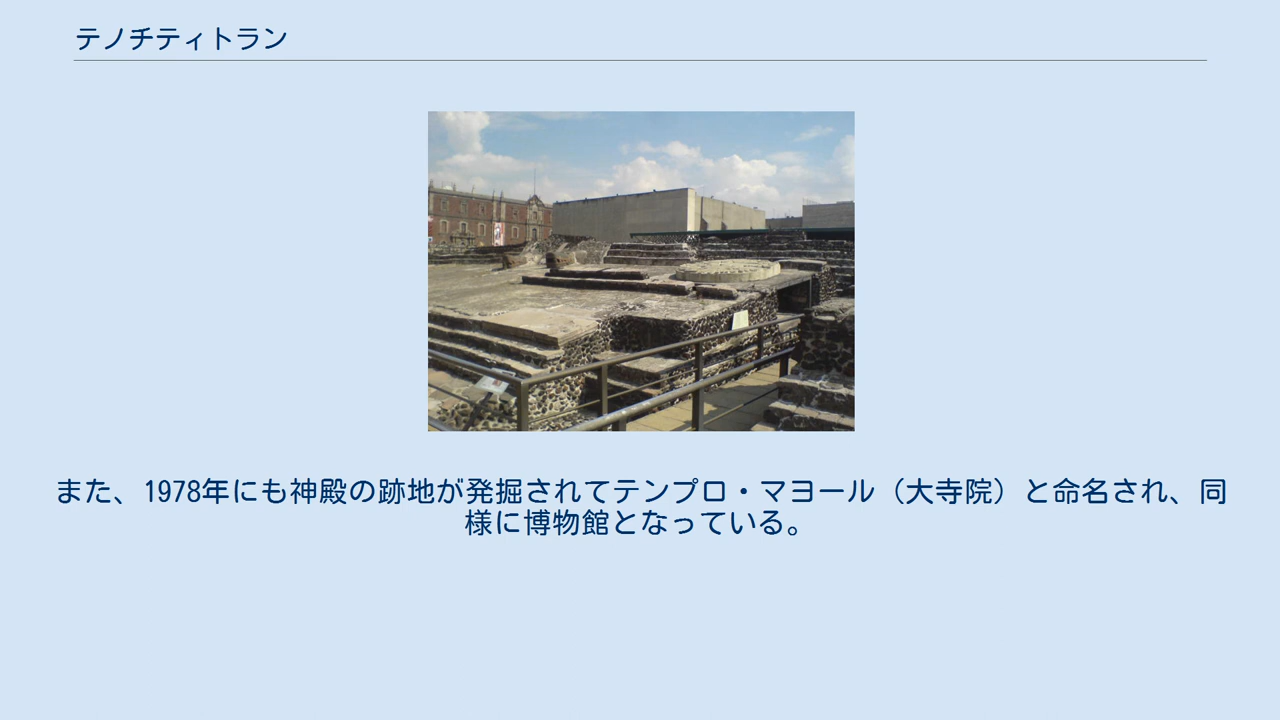 テノチティトラン
また、1978年にも神殿の跡地が発掘されてテンプロ・マヨール（大寺院）と命名され、同
様に博物館となっている。